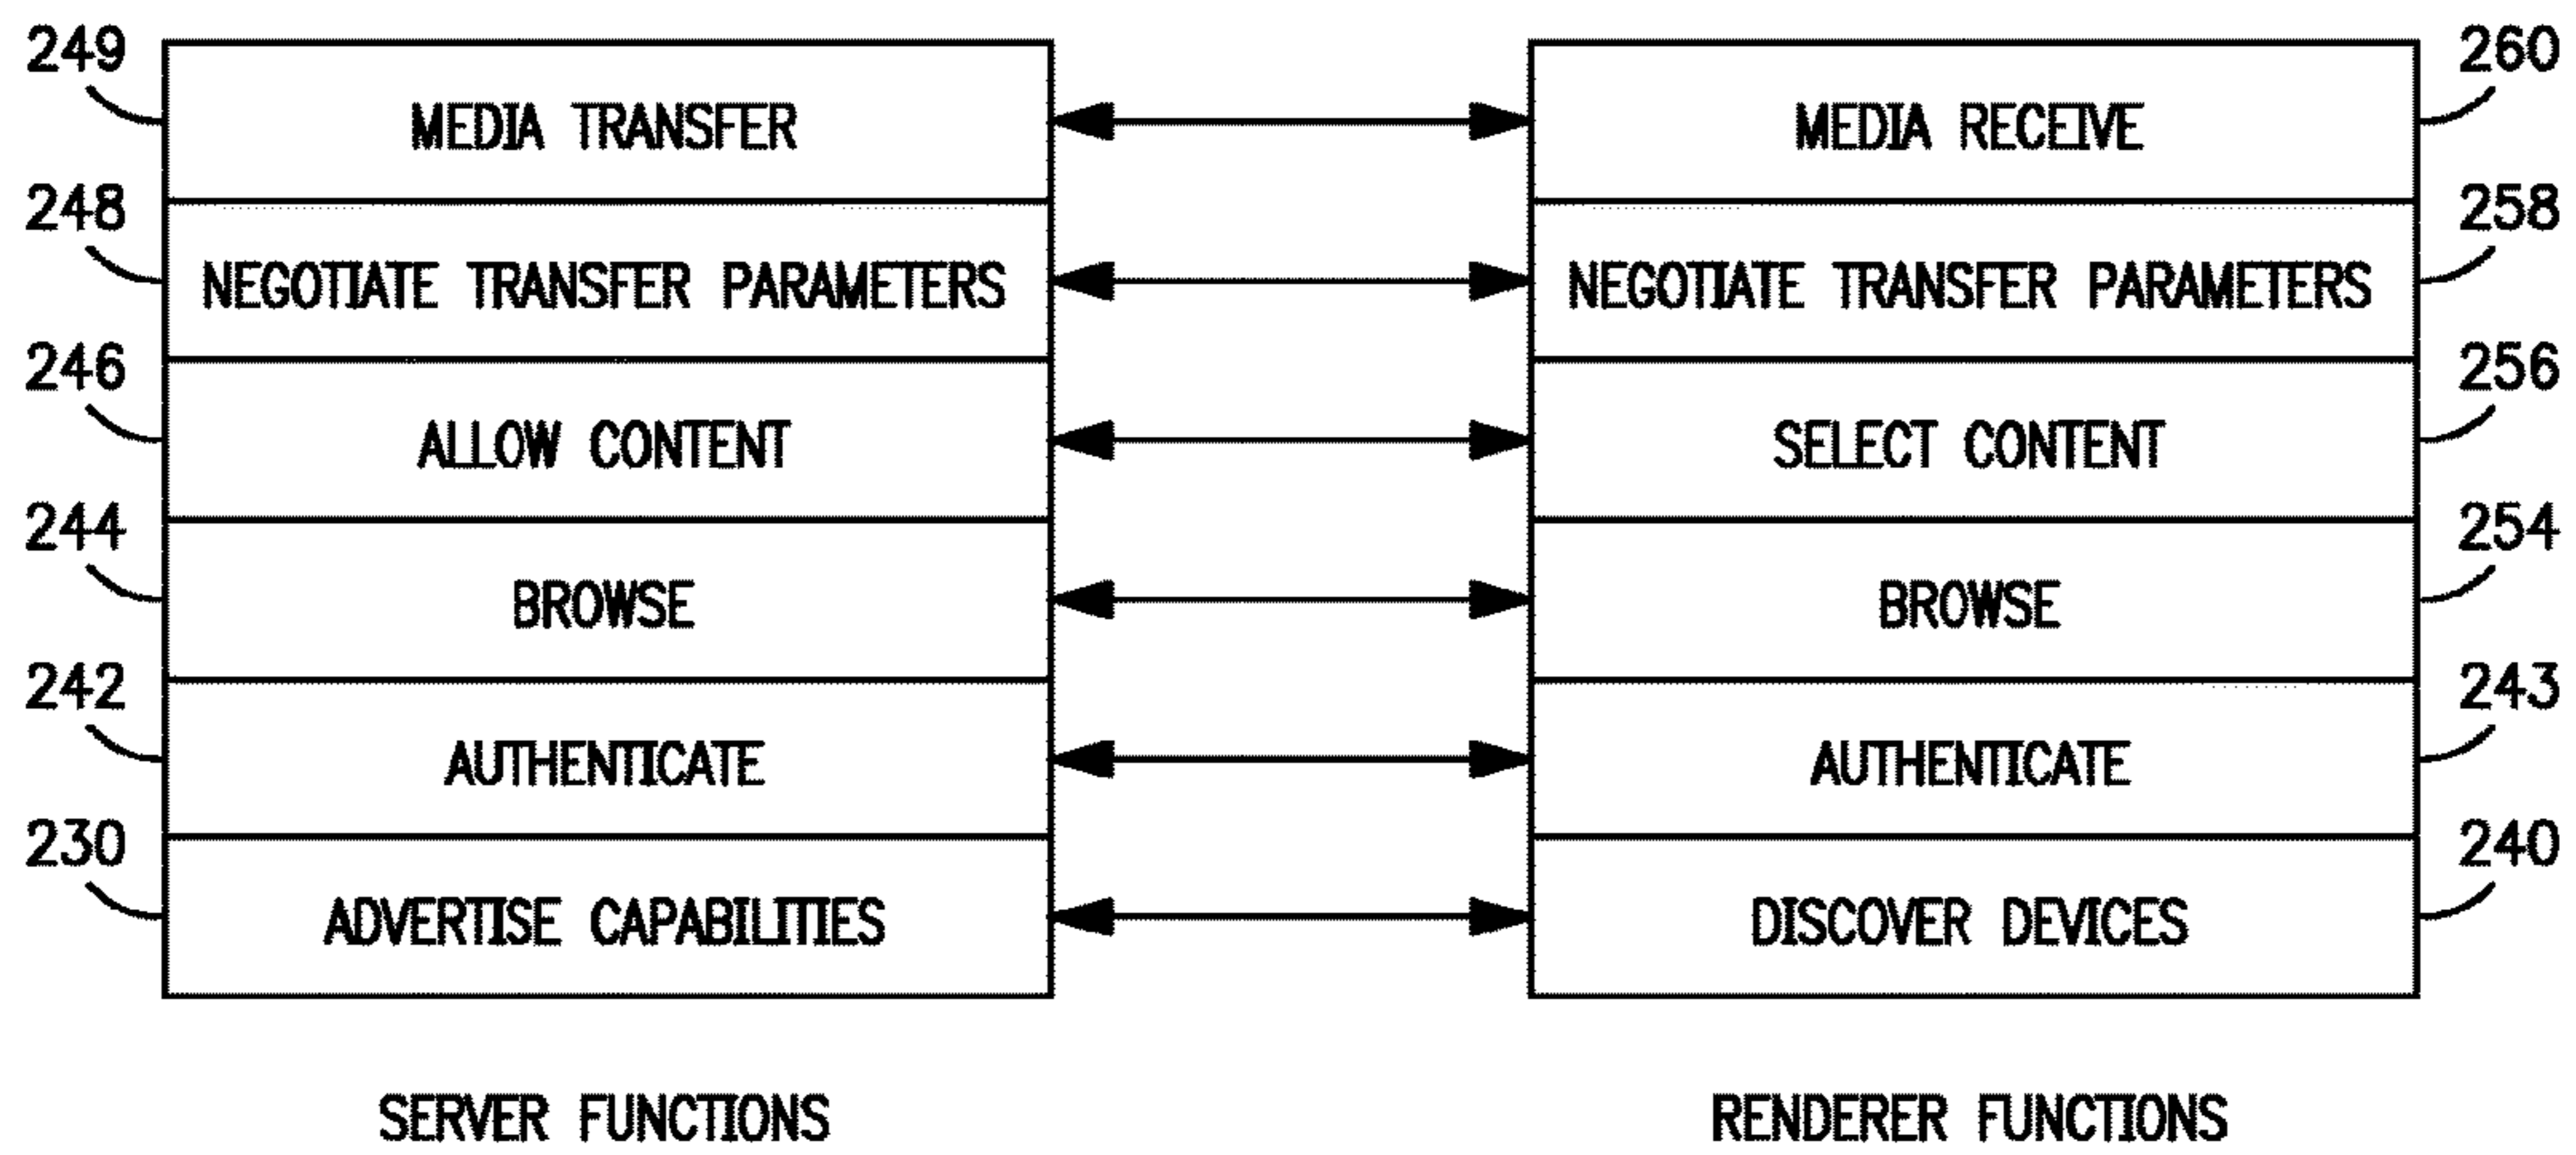 249 MEDIA TRANSFER MEDIA RECEIVE 260
248 NEGOTIATE TRANSFER PARAMETERS NEGOTIATE TRANSFER PARAMETERS 258
246 ALLOW CONTENT SELECT CONTENT 256
244 BROWSE BROWSE 254
242 AUTHENTICATE AUTHENTICATE 243
230 ADVERTISE CAPABILITIES DISCOVER DEVICES 240
SERVER FUNCTIONS RENDERER FUNCTIONS